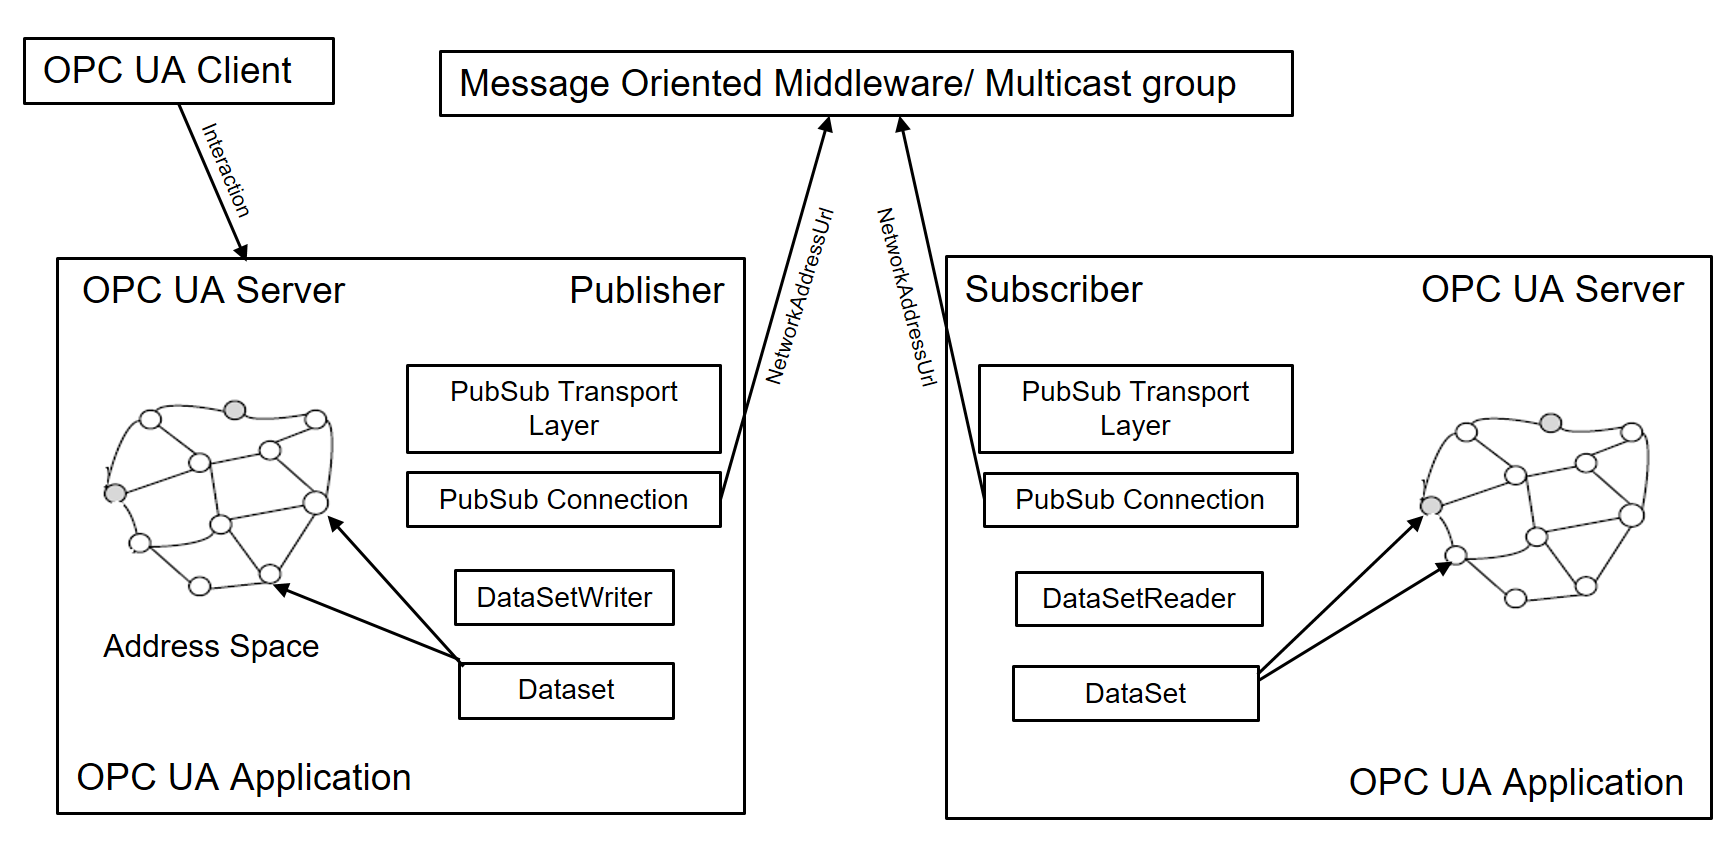 OPC UA Client
Message Oriented Middleware/ Multicast group
Interaction
NetworkAddressUrl
NetworkAddressUrl
OPC UA Server
Publisher
PubSub Transport
Layer
PubSub Connection
DataSetWriter
Address Space
Dataset
OPC UA Application
Subscriber
OPC UA Server
PubSub Transport
Layer
PubSub Connection
DataSetReader
DataSet
OPC UA Application